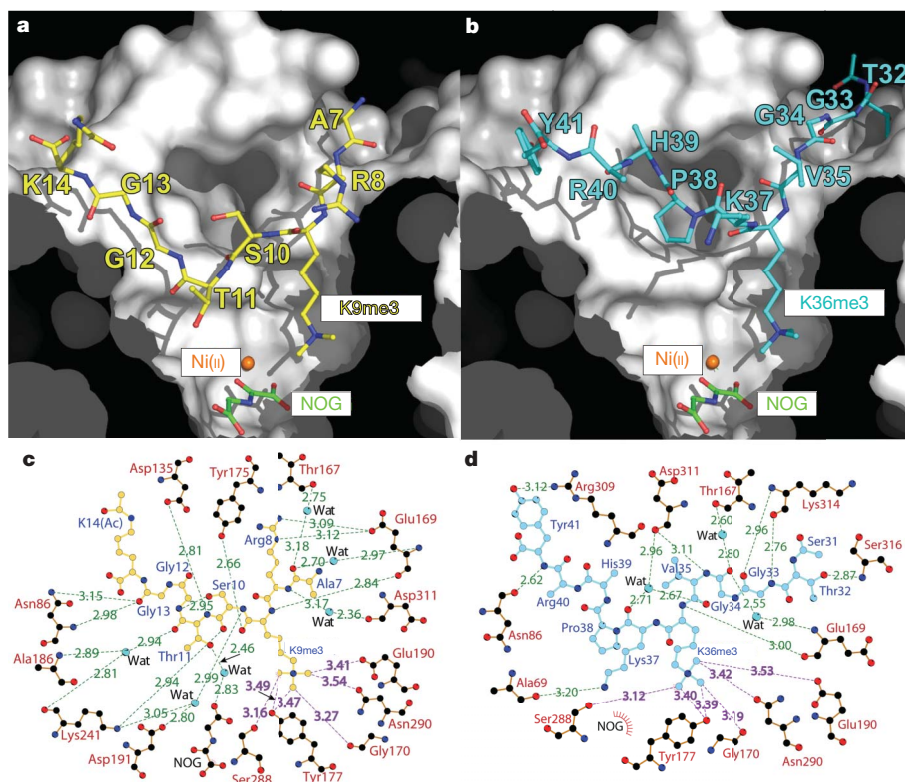 a
A7
R8
K14
G13
G12
S10
T11
K9me3
Ni(II)
NOG
b
T32
G33
G34
V35
Y41
H39
R40
P38
K37
K36me3
Ni(II)
NOG
c
Asp135
Tyr175
Thr167
K14(Ac)
2.75
Wat
Arg8
3.09
3.12
Glu169
2.81
3.18
Wat
2.97
2.66
2.70
Gly12
Ser10
Ala7
2.84
Asn86
3.15
2.98
Gly13
2.95
3.17
Asp311
2.36
Wat
2.94
Thr11
2.46
Ala186
2.89
2.81
Wat
Wat
K9me3
3.41
Glu190
2.94
2.99
2.83
3.49
3.54
Wat
3.47
3.16
3.27
Asn290
3.05
2.80
Lys241
Asp191
NOG
Ser288
Tyr177
Gly170
d
3.12
Arg309
Asp311
Thr167
Lys314
Tyr41
2.60
Wat
2.96
2.96
3.11
2.80
2.76
Ser31
Ser316
His39
Wat
Val35
Gly33
2.87
2.62
2.71
2.67
Thr32
Arg40
Gly34
2.55
Wat
2.98
Asn86
Pro38
3.00
Glu169
Lys37
K36me3
Ala69
3.20
3.12
3.42
3.53
Ser288
3.40
3.39
3.19
NOG
Glu190
Tyr177
Gly170
Asn290